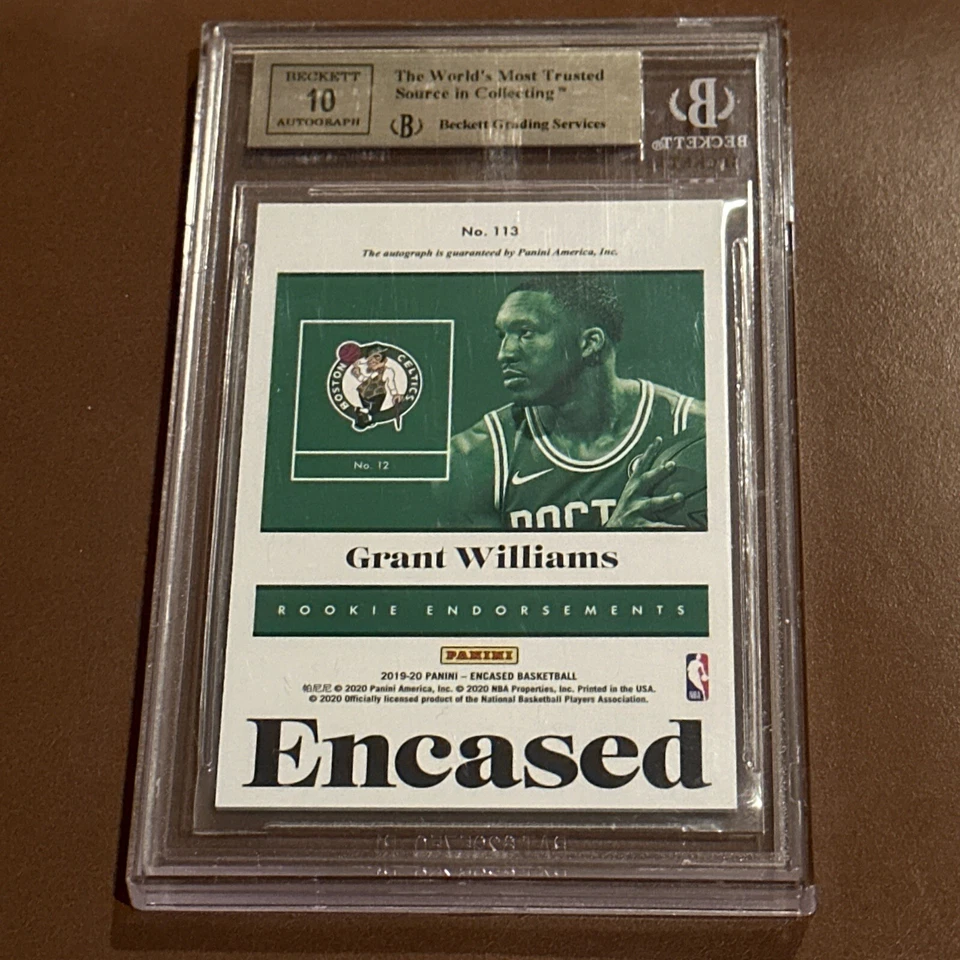 BECKETT
10
AUTOGRAPH
The World's Most Trusted
Source in Collecting™
B Beckett Grading Services
B
BECKETT®
No. 113
The autograph is guaranteed by Panini America, Inc.
BOSTON CELTICS
No. 12
BOST
Grant Williams
ROOKIE ENDORSEMENTS
PANINI
2019-20 PANINI – ENCASED BASKETBALL
帕尼尼 © 2020 Panini America, Inc. © 2020 NBA Properties, Inc. Printed in the USA.
© 2020 Officially licensed product of the National Basketball Players Association.
NBA
Encased